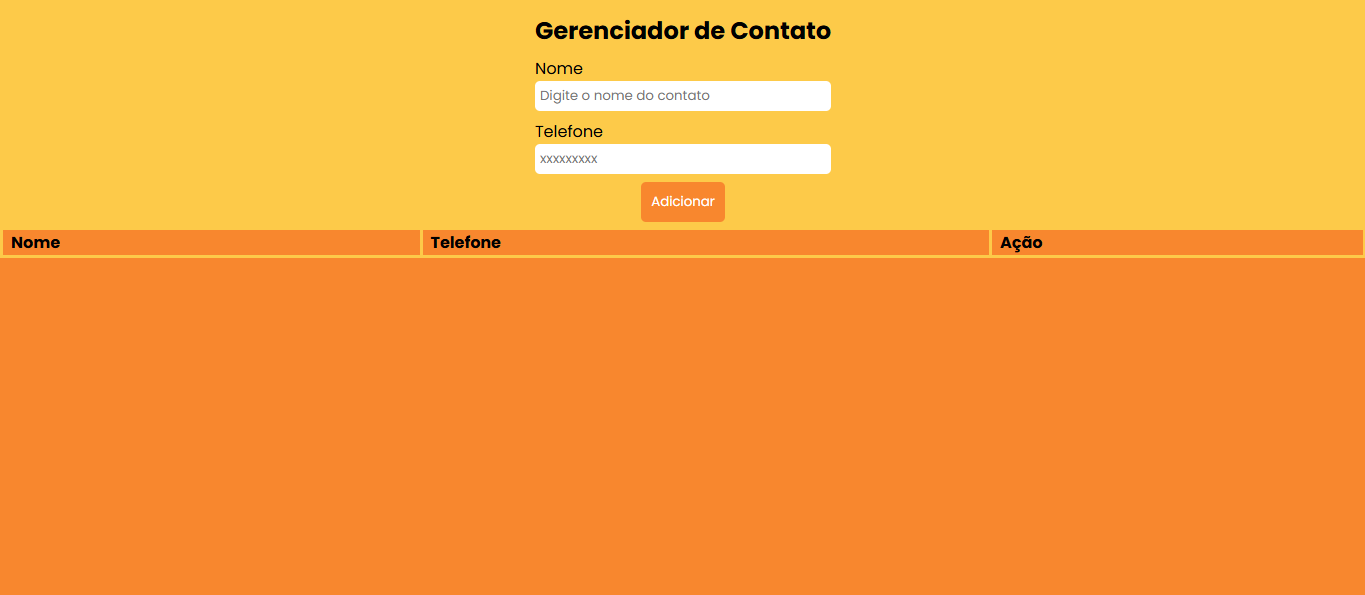 Gerenciador de Contato
Nome
Digite o nome do contato
Telefone
xxxxxxxxx
Adicionar
Nome Telefone Ação